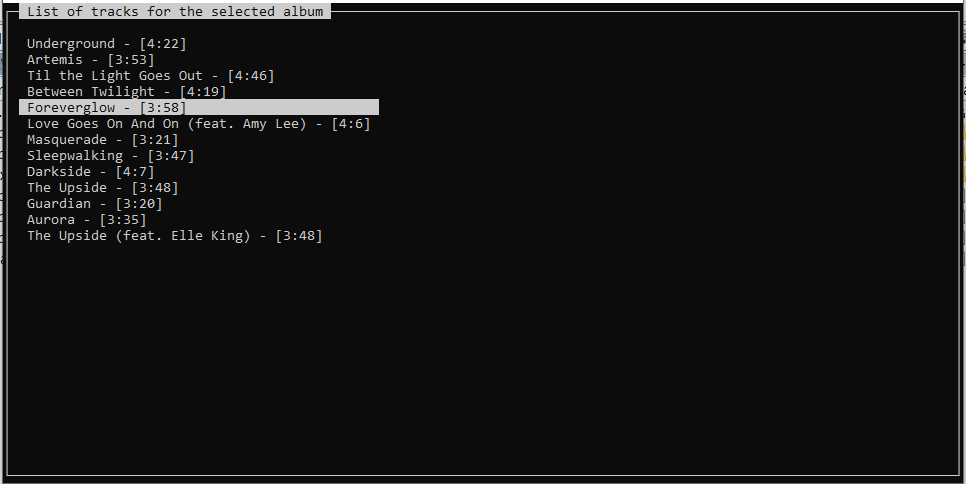 List of tracks for the selected album
Underground - [4:22]
Artemis - [3:53]
Til the Light Goes Out - [4:46]
Between Twilight - [4:19]
Foreverglow - [3:58]
Love Goes On And On (feat. Amy Lee) - [4:6]
Masquerade - [3:21]
Sleepwalking - [3:47]
Darkside - [4:7]
The Upside - [3:48]
Guardian - [3:20]
Aurora - [3:35]
The Upside (feat. Elle King) - [3:48]